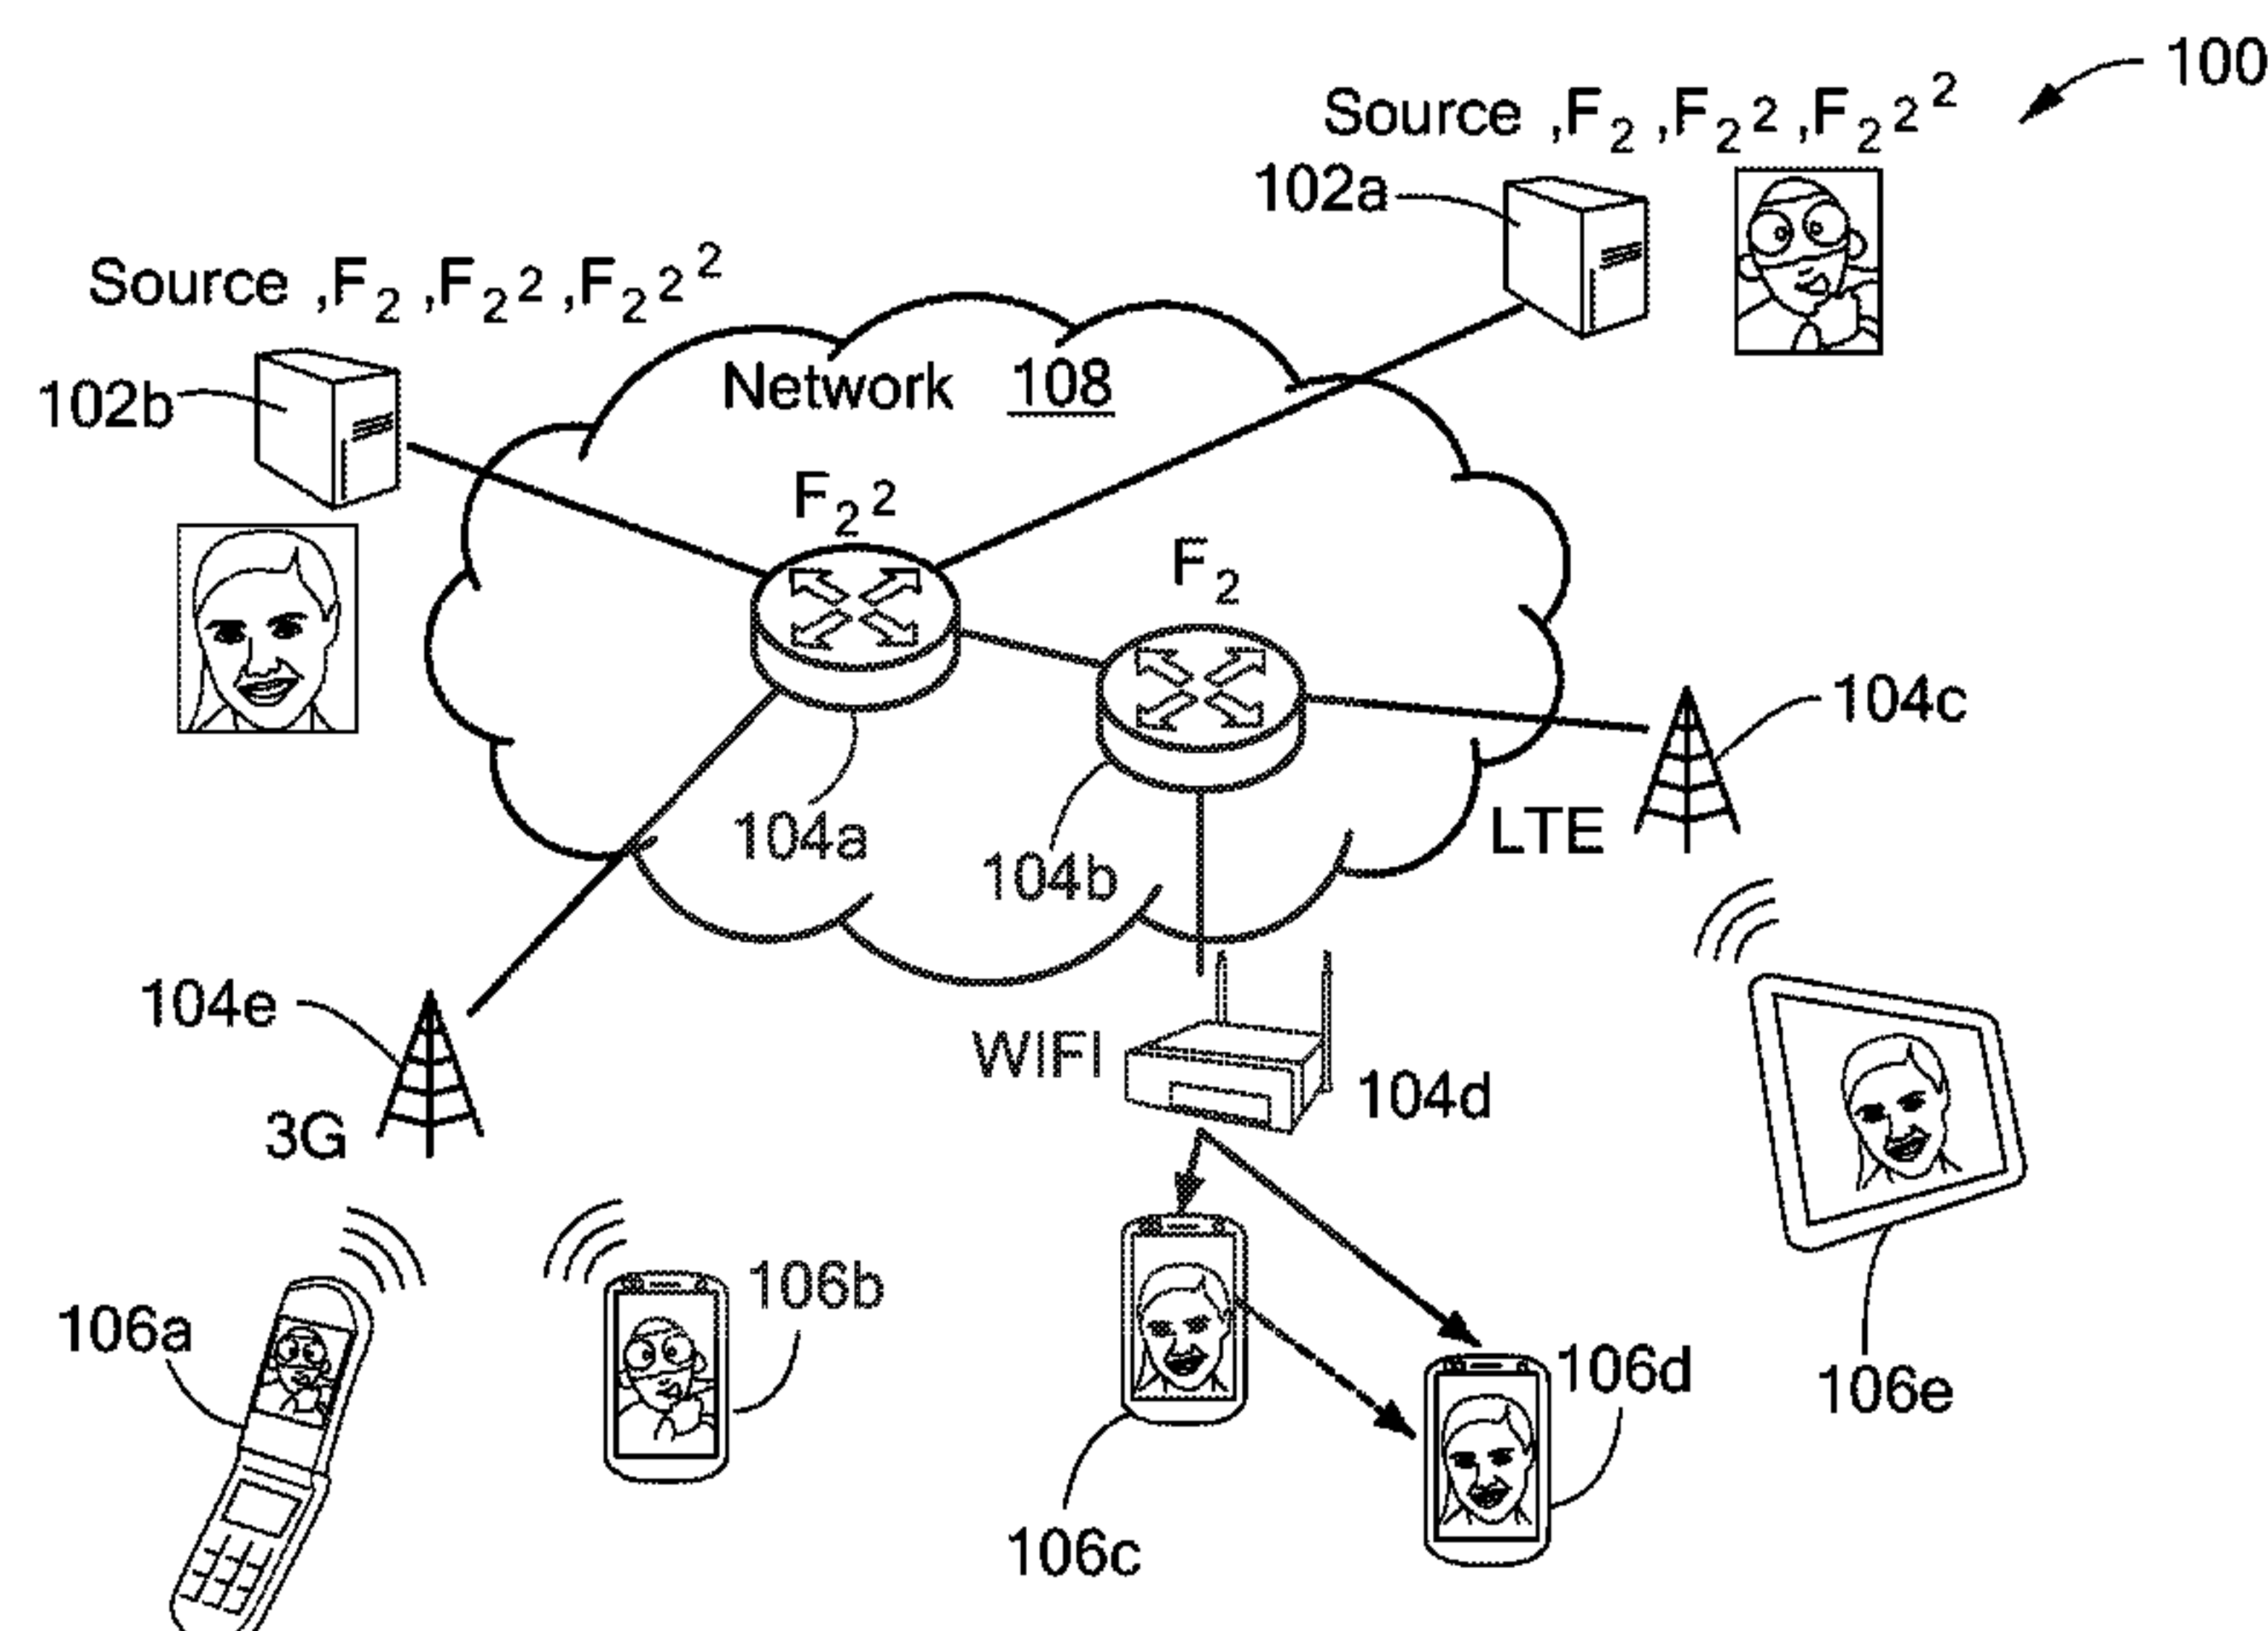 100
Source ,F₂ ,F₂2 ,F₂2²
102a
Source ,F₂ ,F₂2 ,F₂2²
102b
Network 108
F₂2
F₂
104c
104a
LTE
104b
104e
WIFI
104d
3G
106b
106a
106d
106e
106c